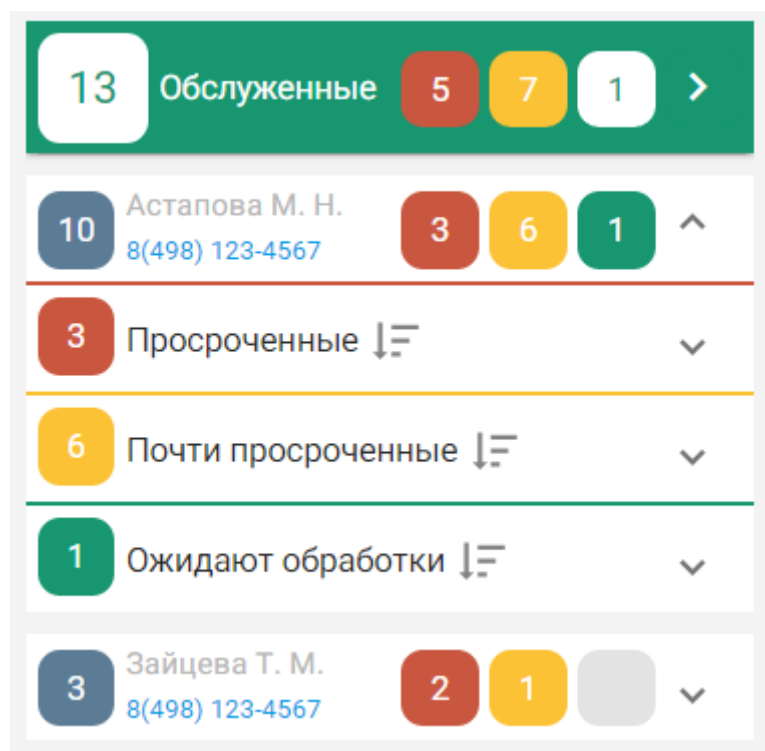 13 Обслуженные 5 7 1
10 Астапова М. Н. 3 6 1
8(498) 123-4567
3 Просроченные
6 Почти просроченные
1 Ожидают обработки
3 Зайцева Т. М. 2 1
8(498) 123-4567